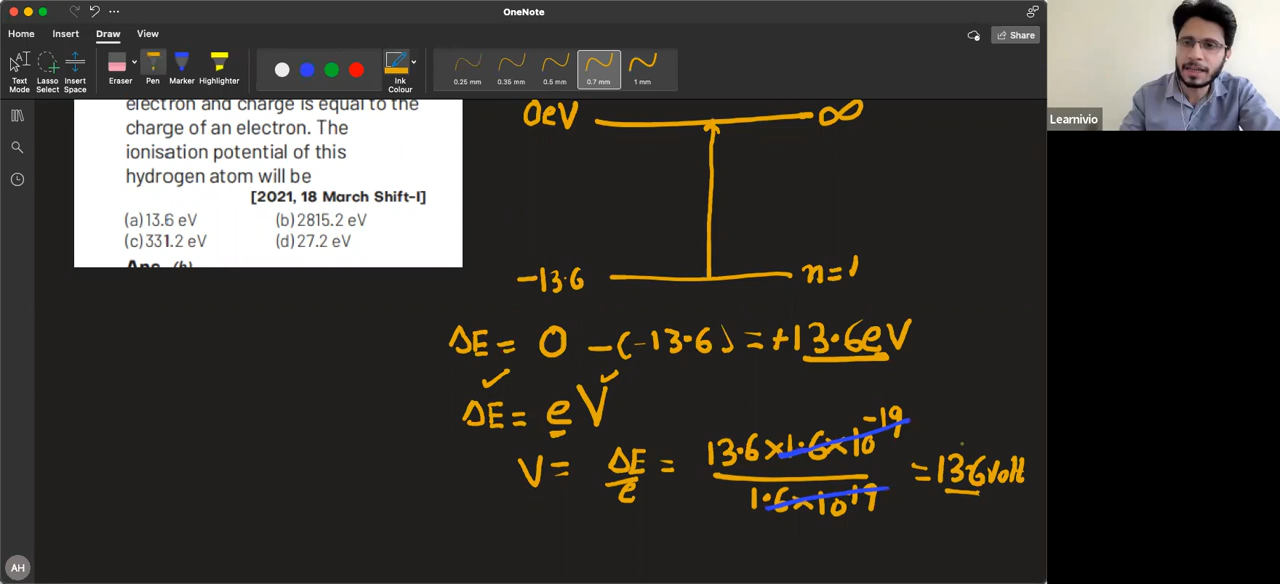 OneNote
Home Insert Draw View
Share
Text Mode
Lasso Select
Insert Space
Eraser
Pen
Marker
Highlighter
Ink Colour
0.25 mm
0.35 mm
0.5 mm
0.7 mm
1 mm
Learnivio
electron and charge is equal to the
charge of an electron. The
ionisation potential of this
hydrogen atom will be
[2021, 18 March Shift-I]
(a) 13.6 eV (b) 2815.2 eV
(c) 331.2 eV (d) 27.2 eV
Ans. (b)
0eV ∞
-13.6 n=1
ΔE = 0 -(-13.6) = +13.6eV
ΔE = eV
V = ΔE/e = 13.6×1.6×10^-19 / 1.6×10^19 = 13.6 volt
AH